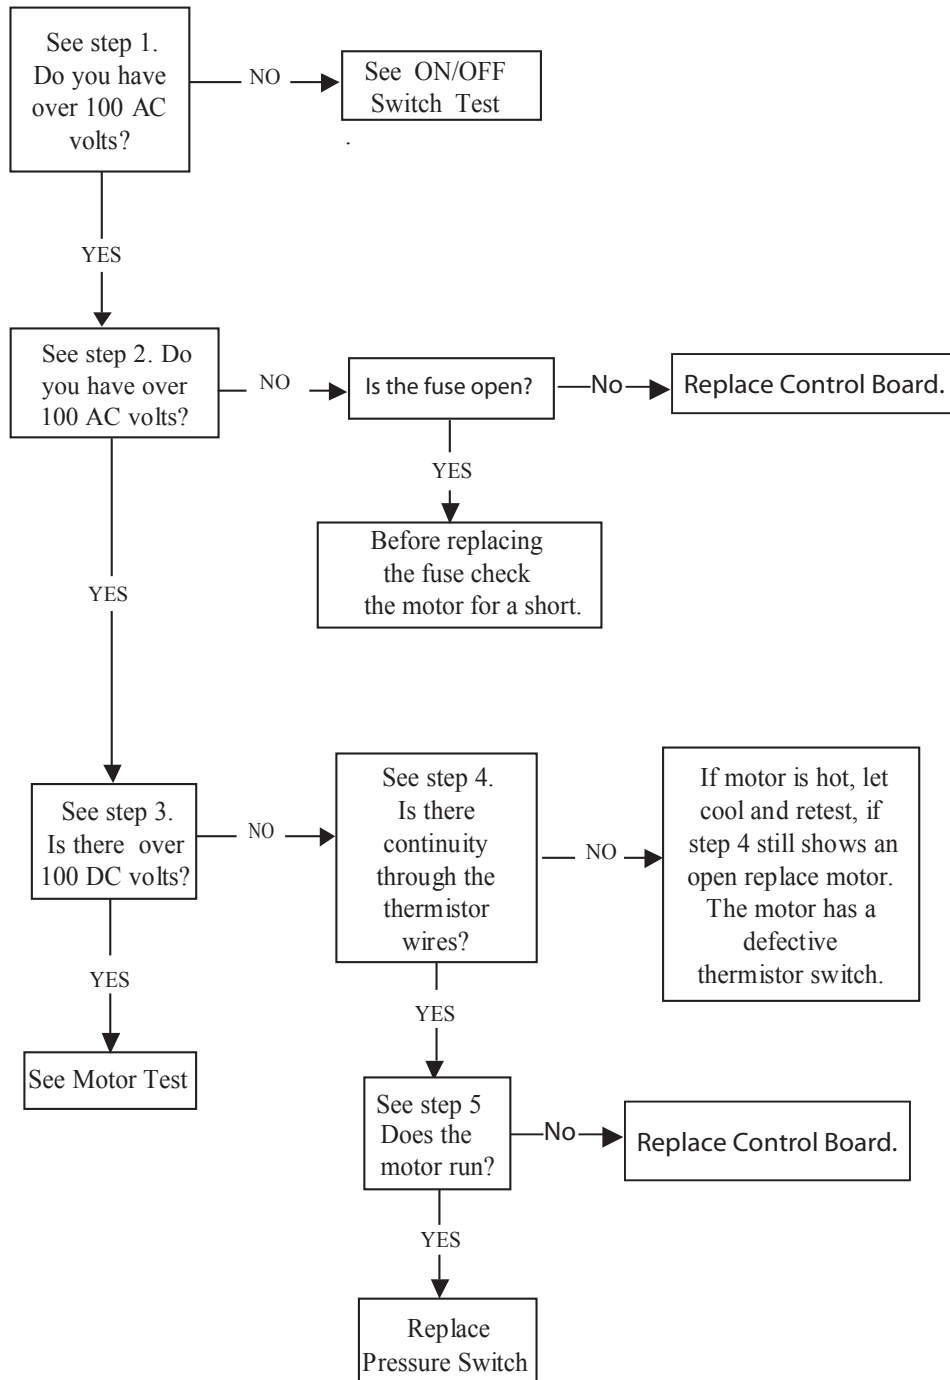 See step 1.
Do you have
over 100 AC
volts?
NO
See ON/OFF
Switch Test
.
YES
See step 2. Do
you have over
100 AC volts?
NO
Is the fuse open?
No
Replace Control Board.
YES
Before replacing
the fuse check
the motor for a short.
YES
See step 3.
Is there over
100 DC volts?
NO
See step 4.
Is there
continuity
through the
thermistor
wires?
NO
If motor is hot, let
cool and retest, if
step 4 still shows an
open replace motor.
The motor has a
defective
thermistor switch.
YES
See Motor Test
YES
See step 5
Does the
motor run?
No
Replace Control Board.
YES
Replace
Pressure Switch